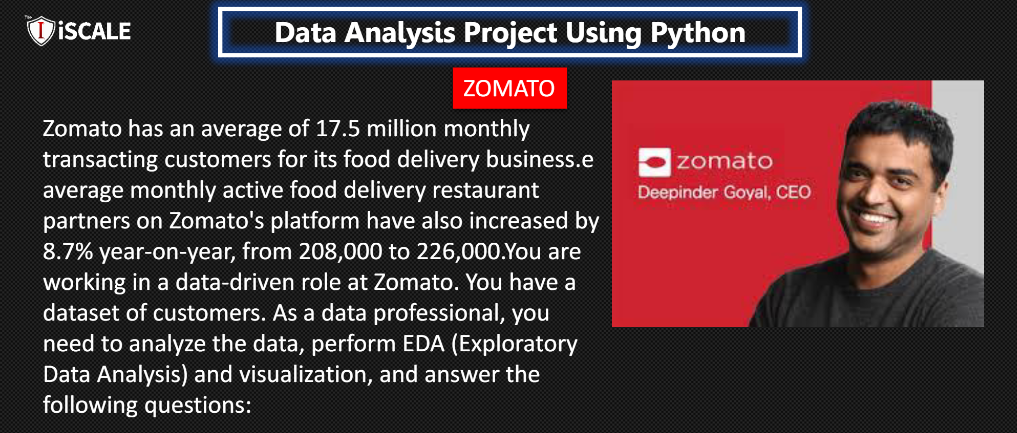 The
I iSCALE
Data Analysis Project Using Python
ZOMATO
Zomato has an average of 17.5 million monthly
transacting customers for its food delivery business.e
average monthly active food delivery restaurant
partners on Zomato's platform have also increased by
8.7% year-on-year, from 208,000 to 226,000.You are
working in a data-driven role at Zomato. You have a
dataset of customers. As a data professional, you
need to analyze the data, perform EDA (Exploratory
Data Analysis) and visualization, and answer the
following questions:
zomato
Deepinder Goyal, CEO